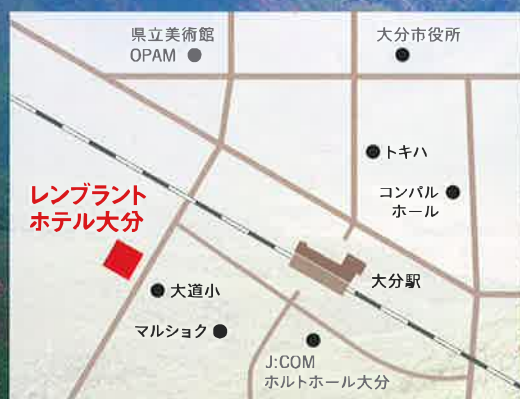 県立美術館
OPAM
大分市役所
トキハ
コンパル
ホール
レンブラント
ホテル大分
大分駅
大道小
マルショク
J:COM
ホルトホール大分